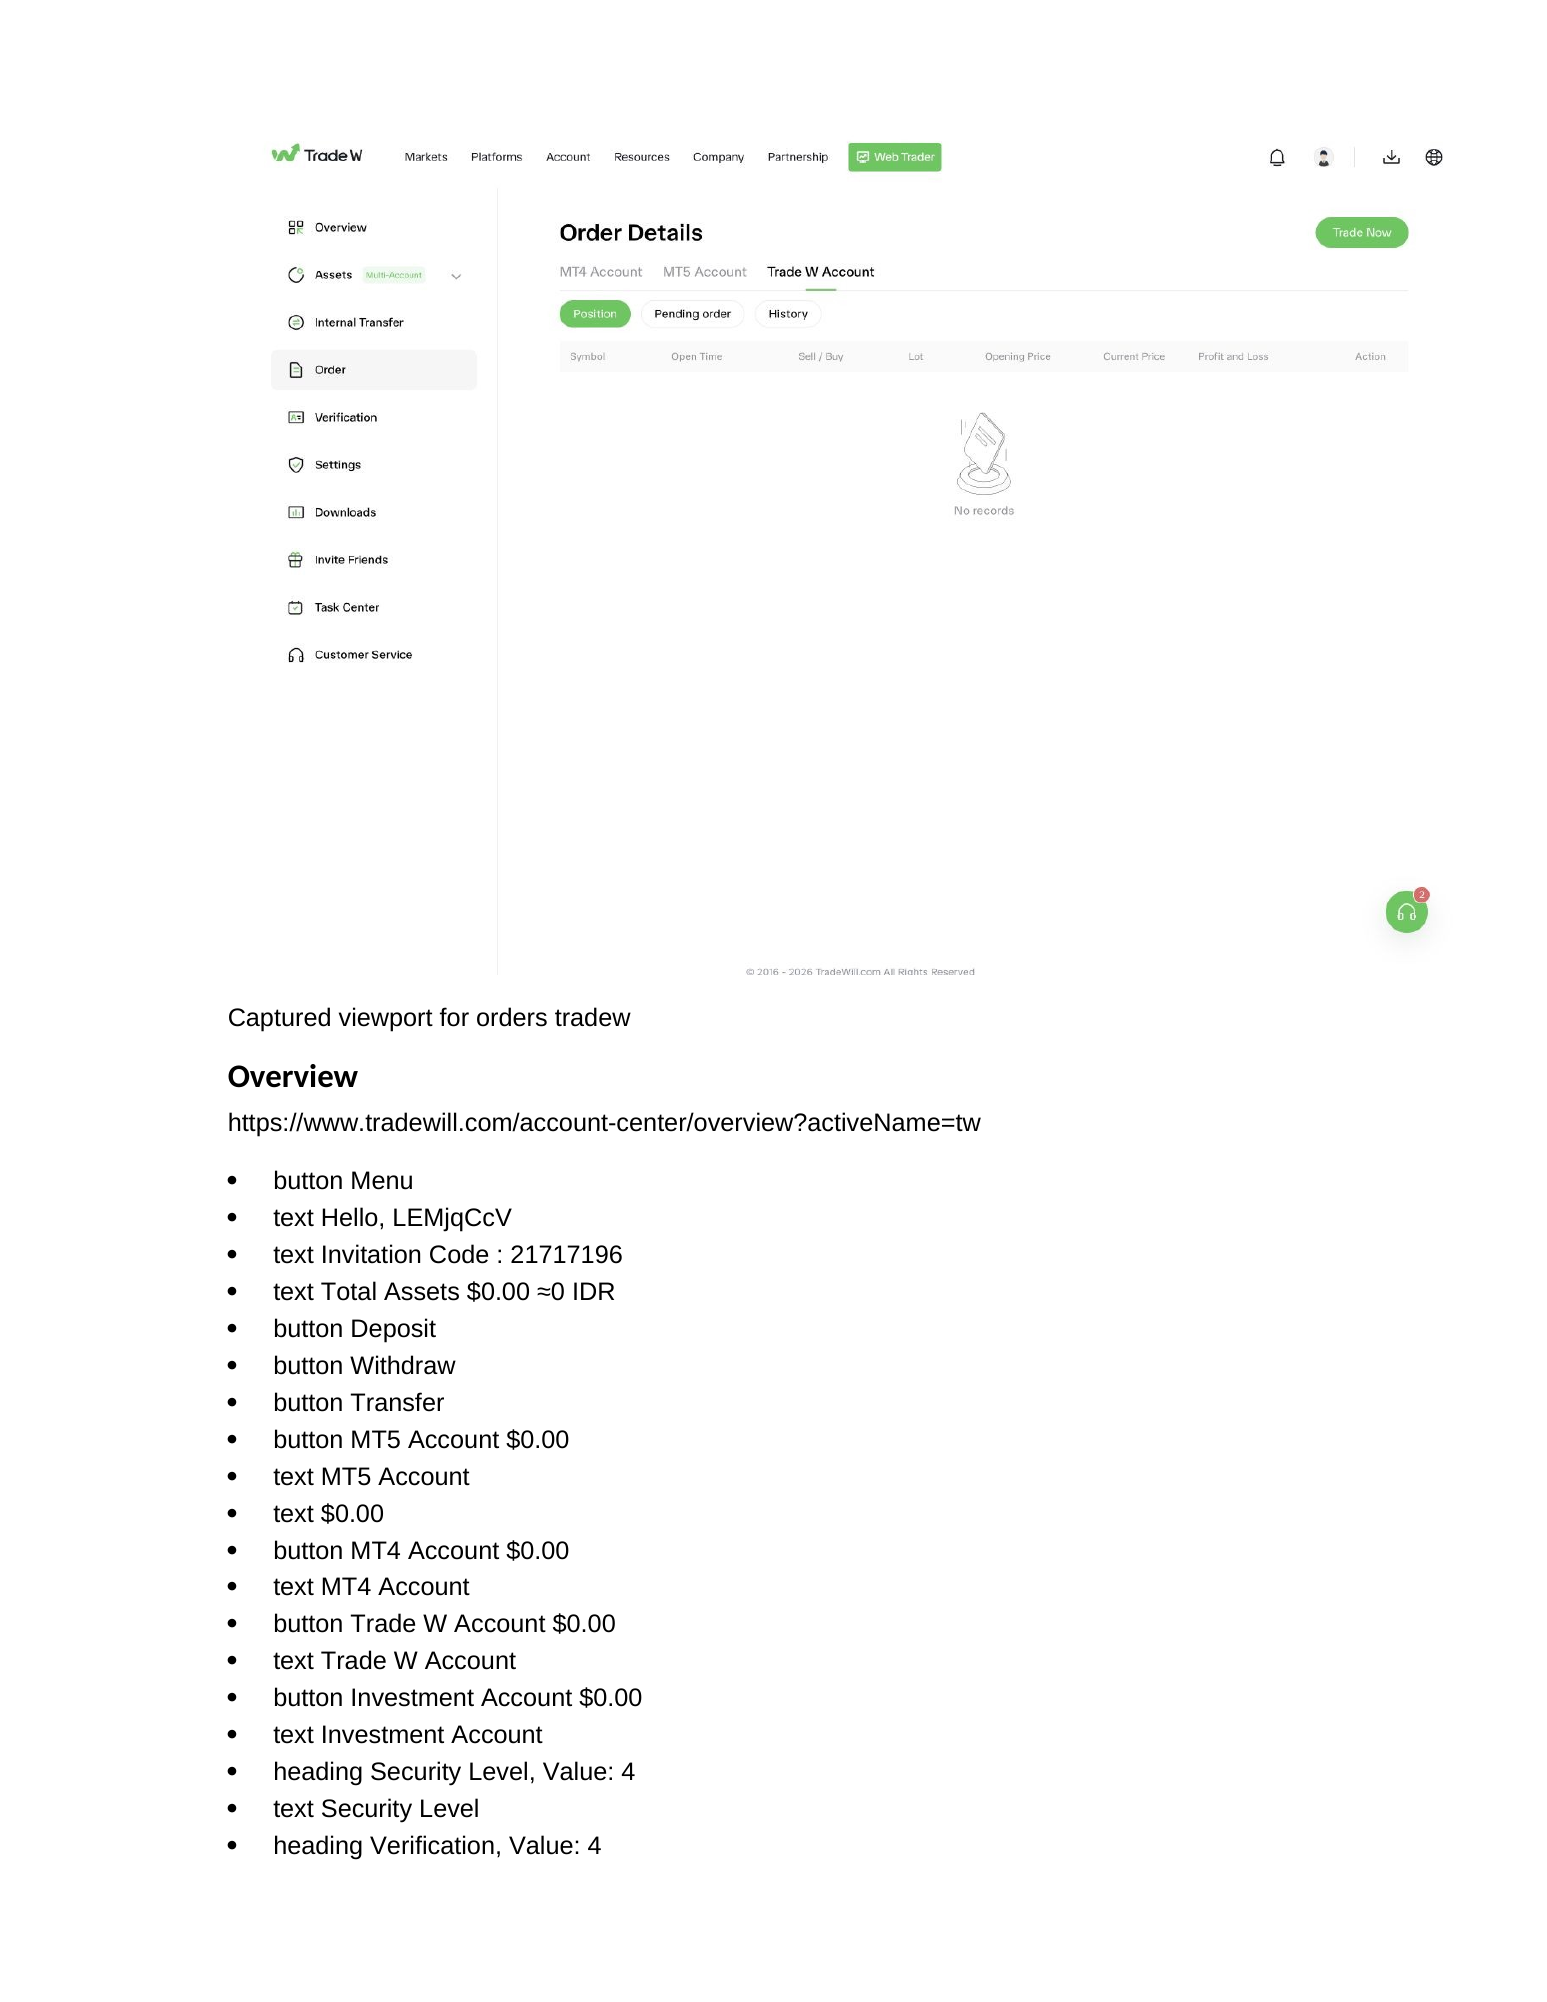 Trade W
Markets Platforms Account Resources Company Partnership Web Trader
Overview
Assets Multi-Account
Internal Transfer
Order
Verification
Settings
Downloads
Invite Friends
Task Center
Customer Service
Order Details
Trade Now
MT4 Account MT5 Account Trade W Account
Position Pending order History
Symbol Open Time Sell / Buy Lot Opening Price Current Price Profit and Loss Action
No records
2
© 2016 - 2026 TradeWill.com All Rights Reserved
Captured viewport for orders tradew
Overview
https://www.tradewill.com/account-center/overview?activeName=tw
• button Menu
• text Hello, LEMjqCcV
• text Invitation Code : 21717196
• text Total Assets $0.00 ≈0 IDR
• button Deposit
• button Withdraw
• button Transfer
• button MT5 Account $0.00
• text MT5 Account
• text $0.00
• button MT4 Account $0.00
• text MT4 Account
• button Trade W Account $0.00
• text Trade W Account
• button Investment Account $0.00
• text Investment Account
• heading Security Level, Value: 4
• text Security Level
• heading Verification, Value: 4